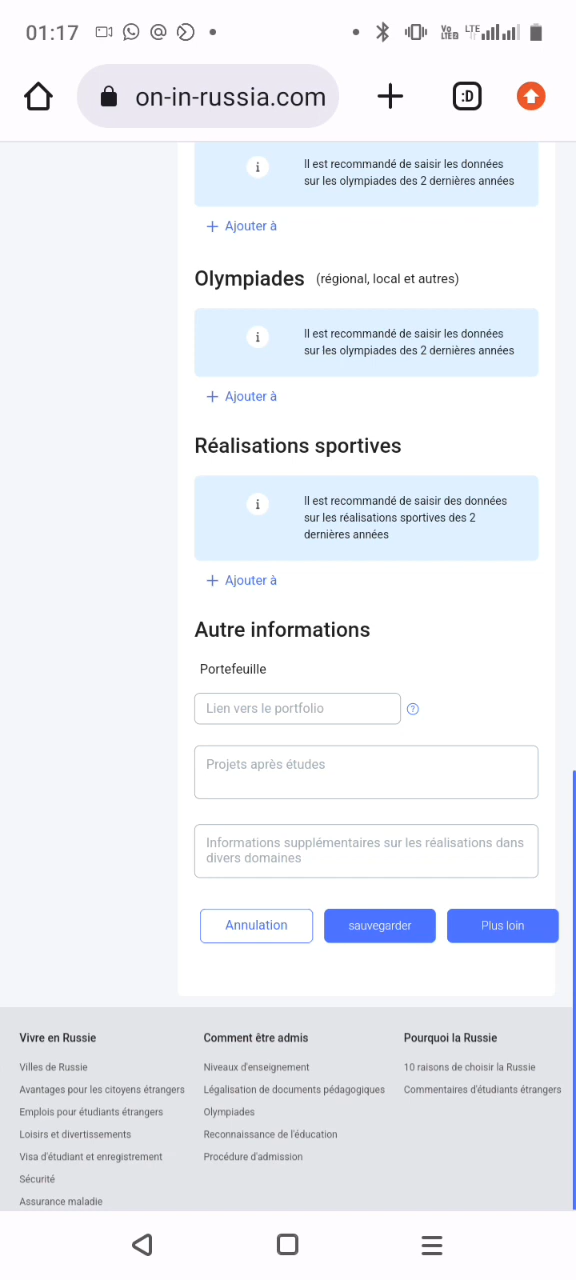 01:17
on-in-russia.com
:D
Il est recommandé de saisir les données
sur les olympiades des 2 dernières années
+ Ajouter à
Olympiades (régional, local et autres)
Il est recommandé de saisir les données
sur les olympiades des 2 dernières années
+ Ajouter à
Réalisations sportives
Il est recommandé de saisir des données
sur les réalisations sportives des 2
dernières années
+ Ajouter à
Autre informations
Portefeuille
Lien vers le portfolio
Projets après études
Informations supplémentaires sur les réalisations dans
divers domaines
Annulation sauvegarder Plus loin
Vivre en Russie
Villes de Russie
Avantages pour les citoyens étrangers
Emplois pour étudiants étrangers
Loisirs et divertissements
Visa d'étudiant et enregistrement
Sécurité
Assurance maladie
Comment être admis
Niveaux d'enseignement
Légalisation de documents pédagogiques
Olympiades
Reconnaissance de l'éducation
Procédure d'admission
Pourquoi la Russie
10 raisons de choisir la Russie
Commentaires d'étudiants étrangers